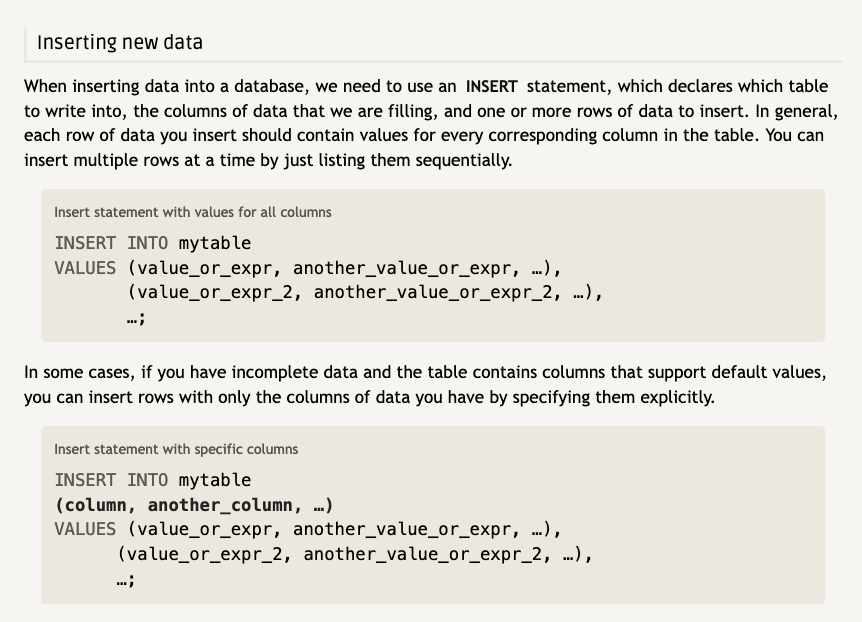 Inserting new data
When inserting data into a database, we need to use an INSERT statement, which declares which table
to write into, the columns of data that we are filling, and one or more rows of data to insert. In general,
each row of data you insert should contain values for every corresponding column in the table. You can
insert multiple rows at a time by just listing them sequentially.
Insert statement with values for all columns
INSERT INTO mytable
VALUES (value_or_expr, another_value_or_expr, …),
(value_or_expr_2, another_value_or_expr_2, …),
…;
In some cases, if you have incomplete data and the table contains columns that support default values,
you can insert rows with only the columns of data you have by specifying them explicitly.
Insert statement with specific columns
INSERT INTO mytable
(column, another_column, …)
VALUES (value_or_expr, another_value_or_expr, …),
(value_or_expr_2, another_value_or_expr_2, …),
…;